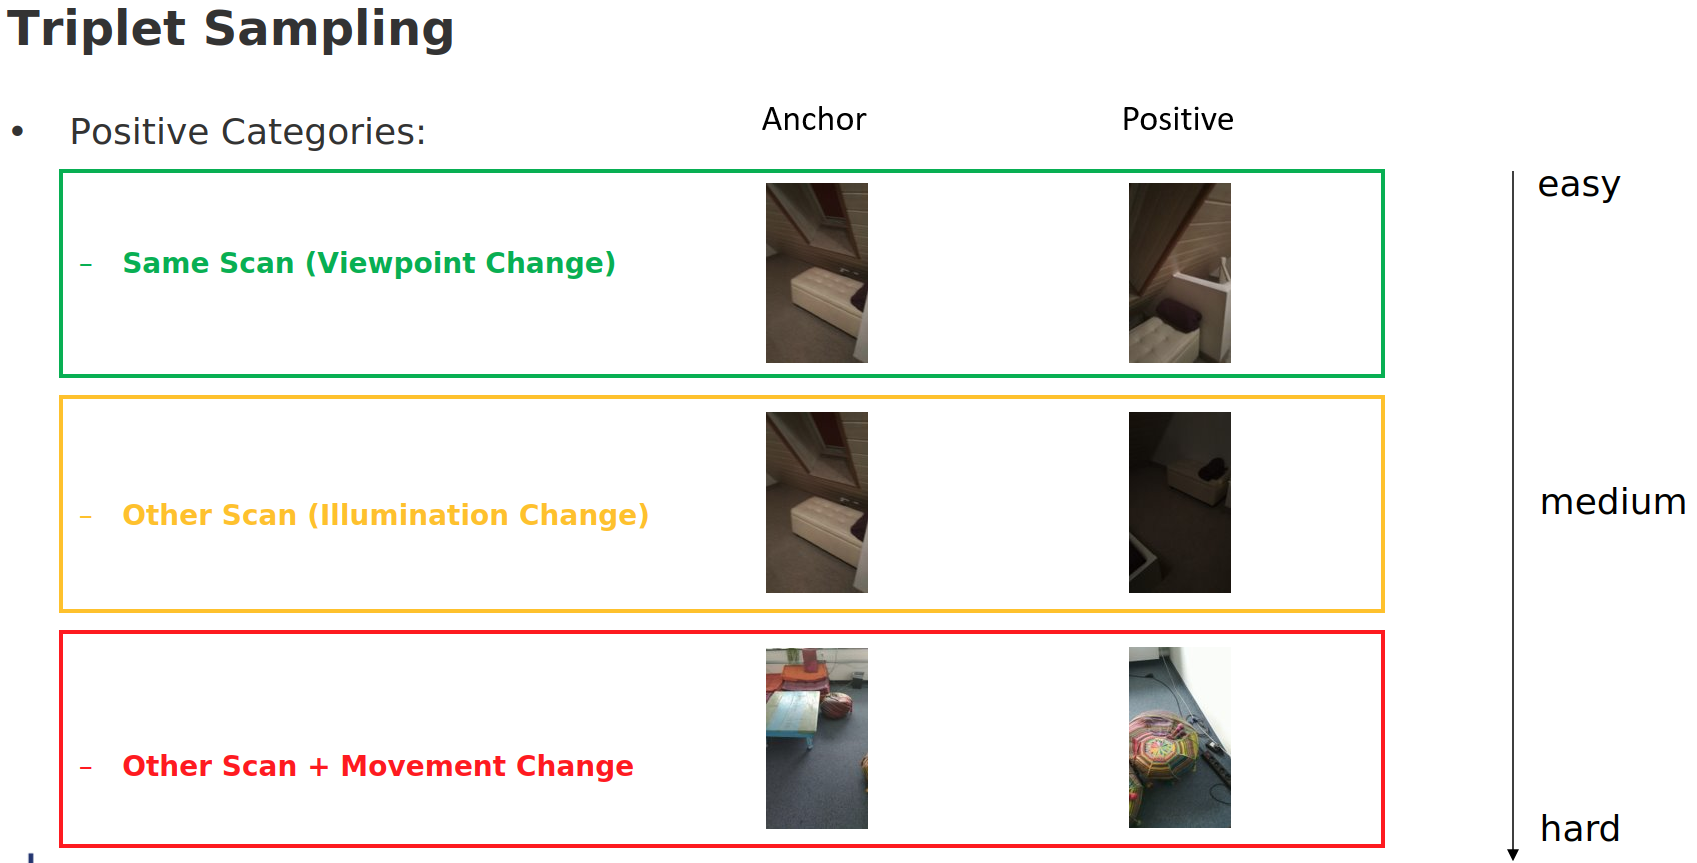 Triplet Sampling
• Positive Categories:
Anchor
Positive
– Same Scan (Viewpoint Change)
easy
– Other Scan (Illumination Change)
medium
– Other Scan + Movement Change
hard